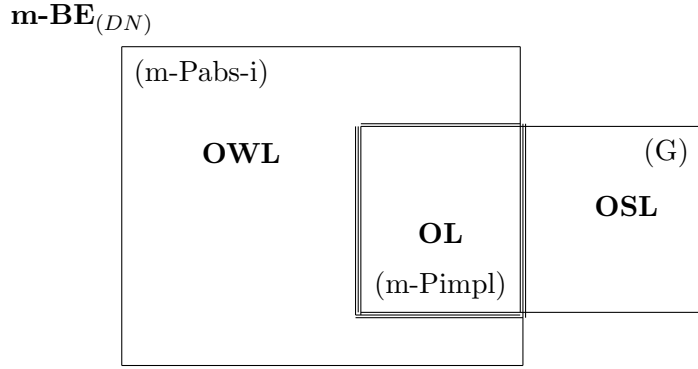 m-BE(DN)
(m-Pabs-i)
OWL
(G)
OSL
OL
(m-Pimpl)